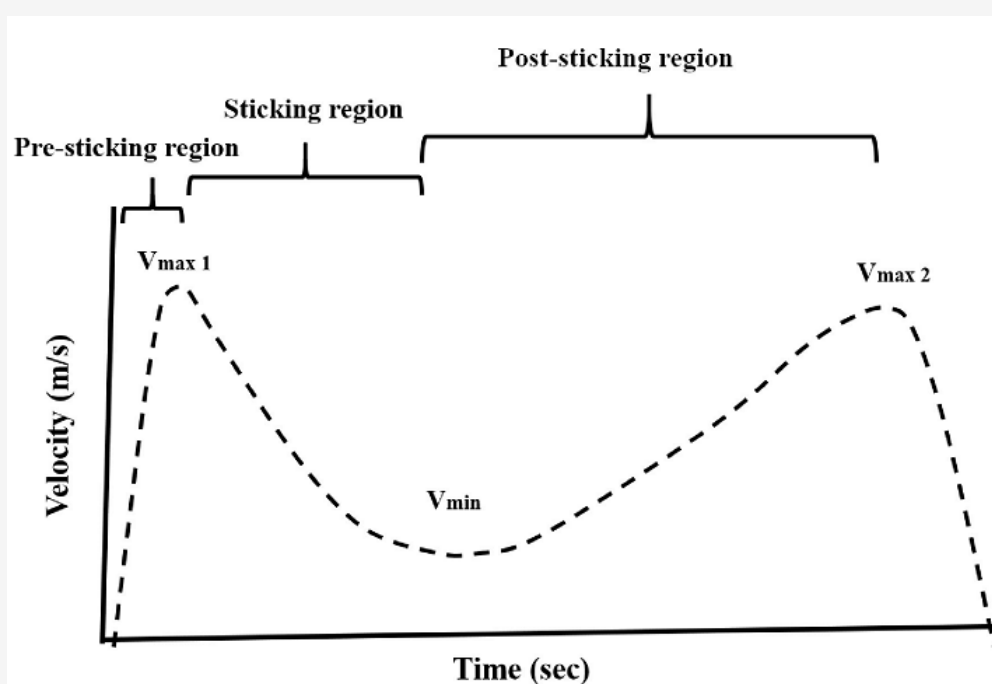 Post-sticking region
Sticking region
Pre-sticking region
Vmax 1
Vmax 2
Velocity (m/s)
Vmin
Time (sec)